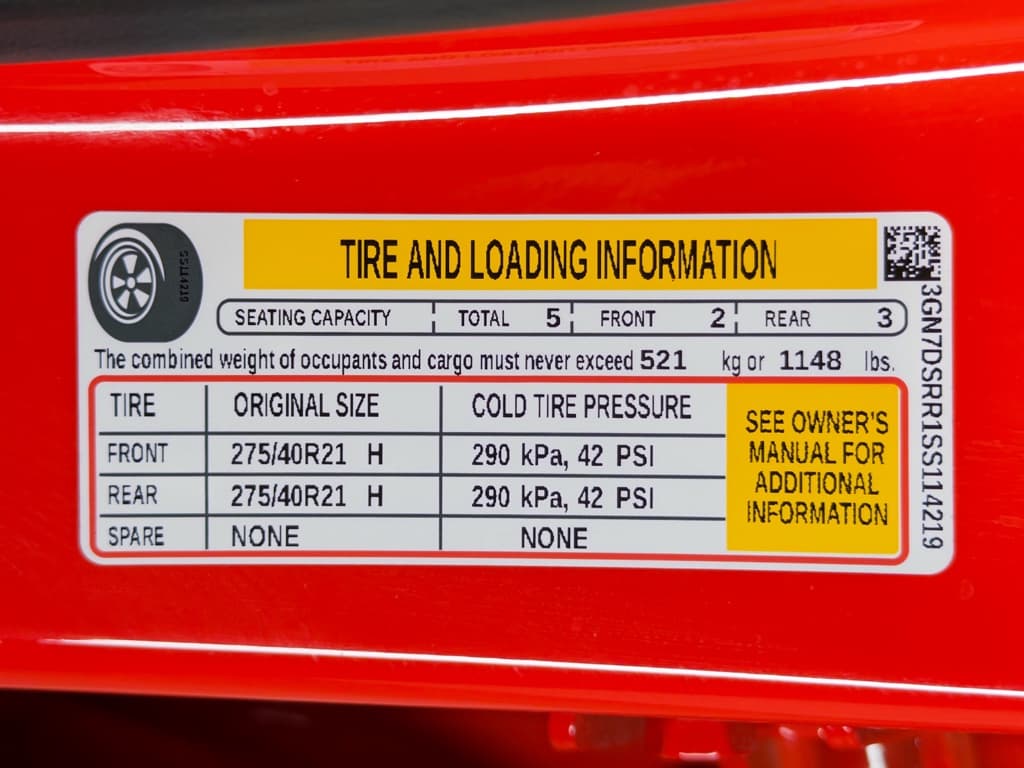 SS114219
TIRE AND LOADING INFORMATION
SEATING CAPACITY TOTAL 5 FRONT 2 REAR 3
The combined weight of occupants and cargo must never exceed 521 kg or 1148 lbs.
TIRE ORIGINAL SIZE COLD TIRE PRESSURE
FRONT 275/40R21 H 290 kPa, 42 PSI
REAR 275/40R21 H 290 kPa, 42 PSI
SPARE NONE NONE
SEE OWNER'S
MANUAL FOR
ADDITIONAL
INFORMATION
3GN7DSRR1SS114219